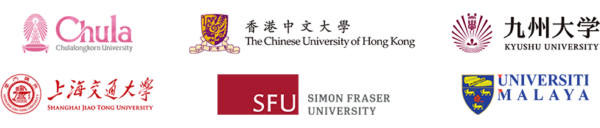 Chula
Chulalongkorn University
香港中文大學
The Chinese University of Hong Kong
九州大学
KYUSHU UNIVERSITY
上海交通大学
SHANGHAI JIAO TONG UNIVERSITY
SFU
SIMON FRASER
UNIVERSITY
UNIVERSITI
MALAYA